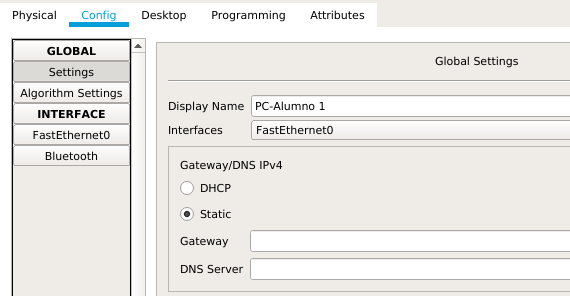 Physical Config Desktop Programming Attributes
GLOBAL
Settings
Algorithm Settings
INTERFACE
FastEthernet0
Bluetooth
Global Settings
Display Name PC-Alumno 1
Interfaces FastEthernet0
Gateway/DNS IPv4
DHCP
Static
Gateway
DNS Server